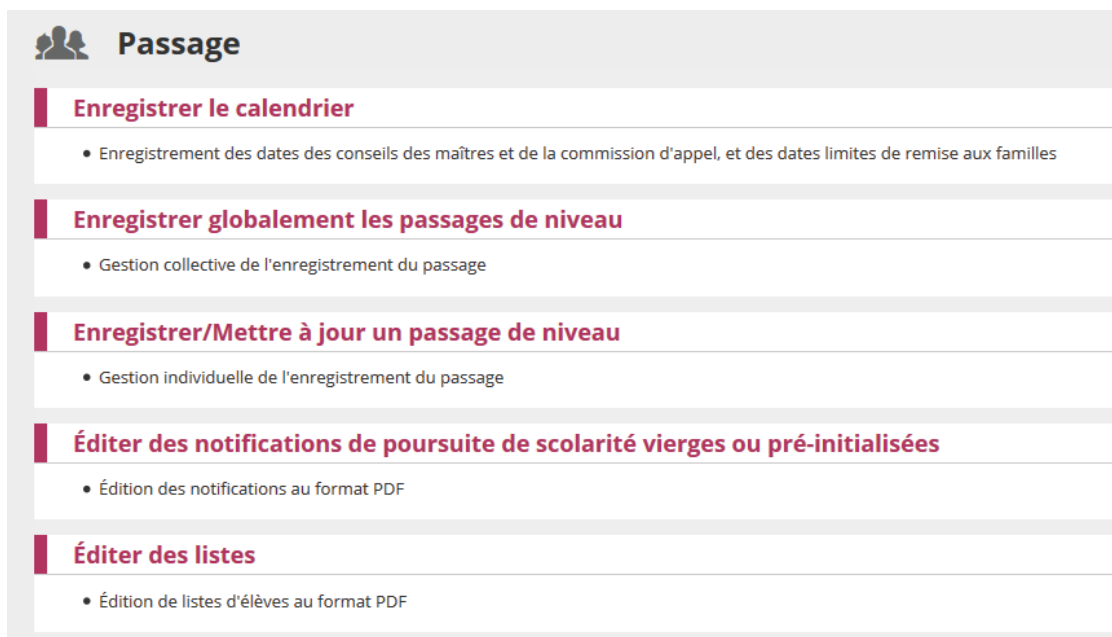 Passage
Enregistrer le calendrier
• Enregistrement des dates des conseils des maîtres et de la commission d'appel, et des dates limites de remise aux familles
Enregistrer globalement les passages de niveau
• Gestion collective de l'enregistrement du passage
Enregistrer/Mettre à jour un passage de niveau
• Gestion individuelle de l'enregistrement du passage
Éditer des notifications de poursuite de scolarité vierges ou pré-initialisées
• Édition des notifications au format PDF
Éditer des listes
• Édition de listes d'élèves au format PDF